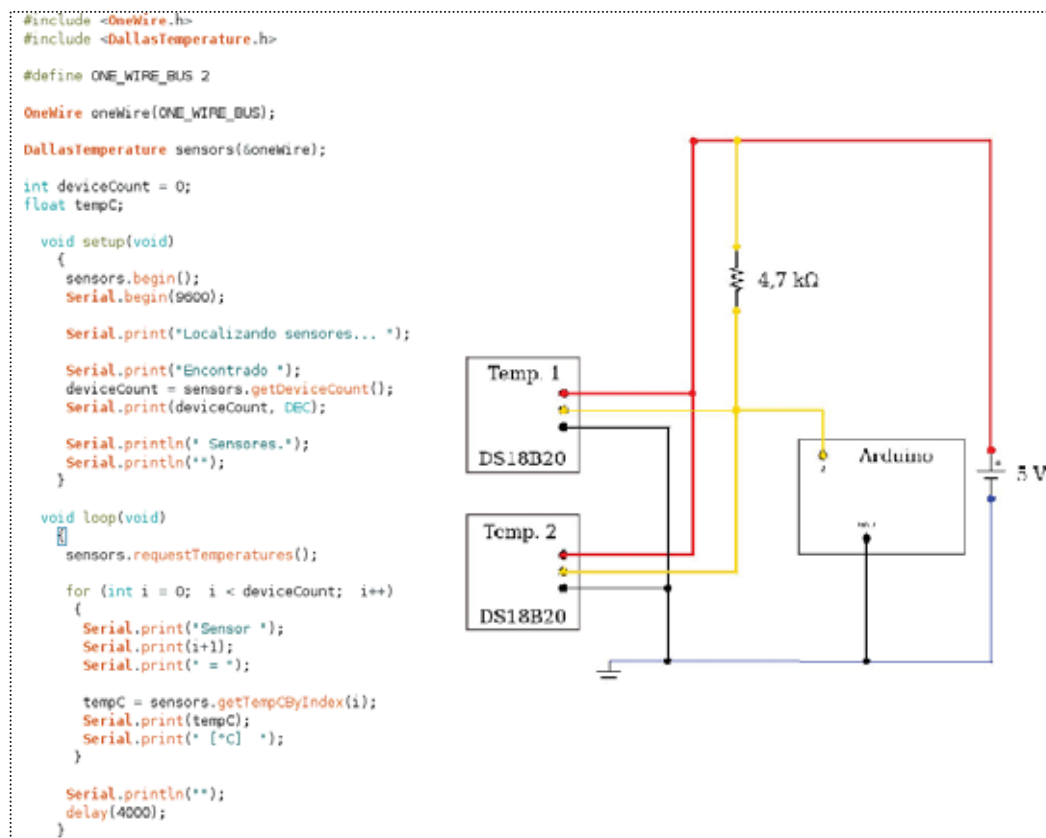 #include <OneWire.h>
#include <DallasTemperature.h>
#define ONE_WIRE_BUS 2
OneWire oneWire(ONE_WIRE_BUS);
DallasTemperature sensors(&oneWire);
int deviceCount = 0;
float tempC;
void setup(void)
{
sensors.begin();
Serial.begin(9600);
Serial.print("Localizando sensores... ");
Serial.print("Encontrado ");
deviceCount = sensors.getDeviceCount();
Serial.print(deviceCount, DEC);
Serial.println(" Sensores.");
Serial.println("");
}
void loop(void)
{
sensors.requestTemperatures();
for (int i = 0; i < deviceCount; i++)
{
Serial.print("Sensor ");
Serial.print(i+1);
Serial.print(" = ");
tempC = sensors.getTempCByIndex(i);
Serial.print(tempC);
Serial.print(" [°C] ");
}
Serial.println("");
delay(4000);
}
4,7 kΩ
Temp. 1
DS18B20
Temp. 2
DS18B20
Arduino
2
+
5 V